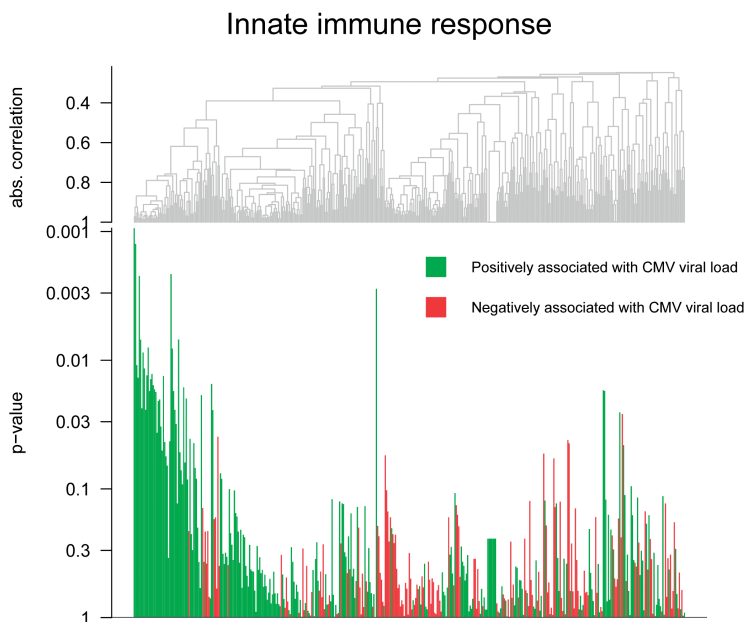 Innate immune response
abs. correlation
0.4
0.6
0.8
1
0.001
0.003
0.01
0.03
0.1
0.3
1
p−value
Positively associated with CMV viral load
Negatively associated with CMV viral load